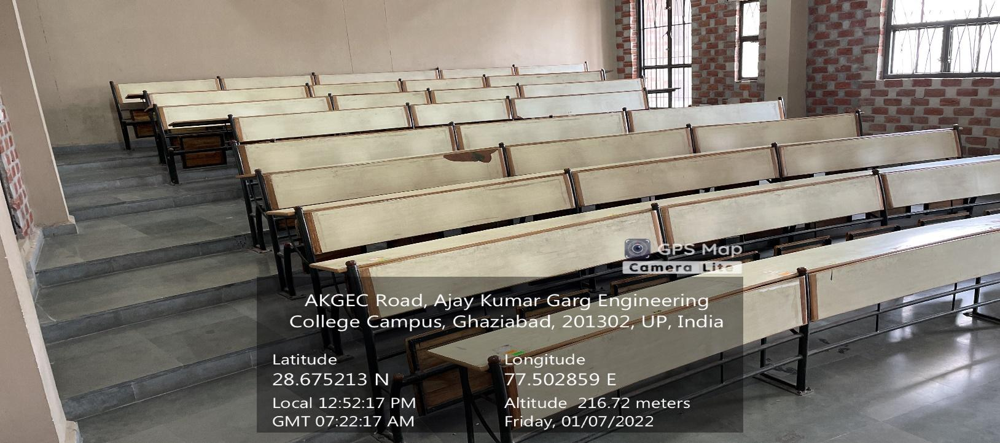 GPS Map
Camera Lite
AKGEC Road, Ajay Kumar Garg Engineering
College Campus, Ghaziabad, 201302, UP, India
Latitude
28.675213 N
Longitude
77.502859 E
Local 12:52:17 PM
GMT 07:22:17 AM
Altitude 216.72 meters
Friday, 01/07/2022